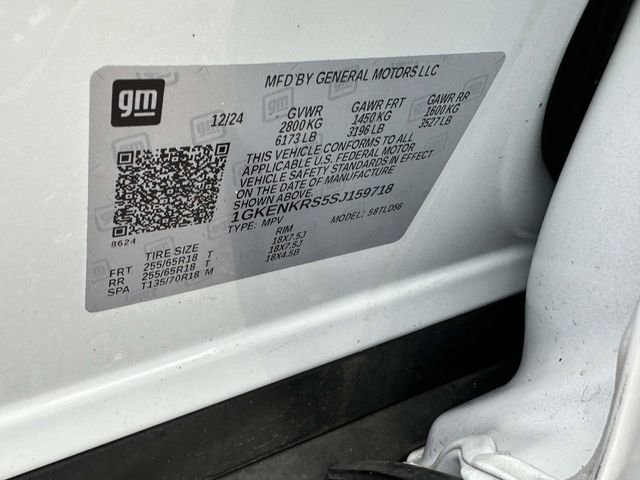 gm
MFD BY GENERAL MOTORS LLC
12/24 GVWR GAWR FRT GAWR RR
2800 KG 1450 KG 1600 KG
6173 LB 3196 LB 3527 LB
THIS VEHICLE CONFORMS TO ALL
APPLICABLE U.S. FEDERAL MOTOR
VEHICLE SAFETY STANDARDS IN EFFECT
ON THE DATE OF MANUFACTURE
SHOWN ABOVE.
1GKENKRS5SJ159718
TYPE: MPV MODEL: 58TLD56
8624
TIRE SIZE RIM
FRT 255/65R18 T 18X7.5J
RR 255/65R18 T 18X7.5J
SPA T135/70R18 M 18X4.5B